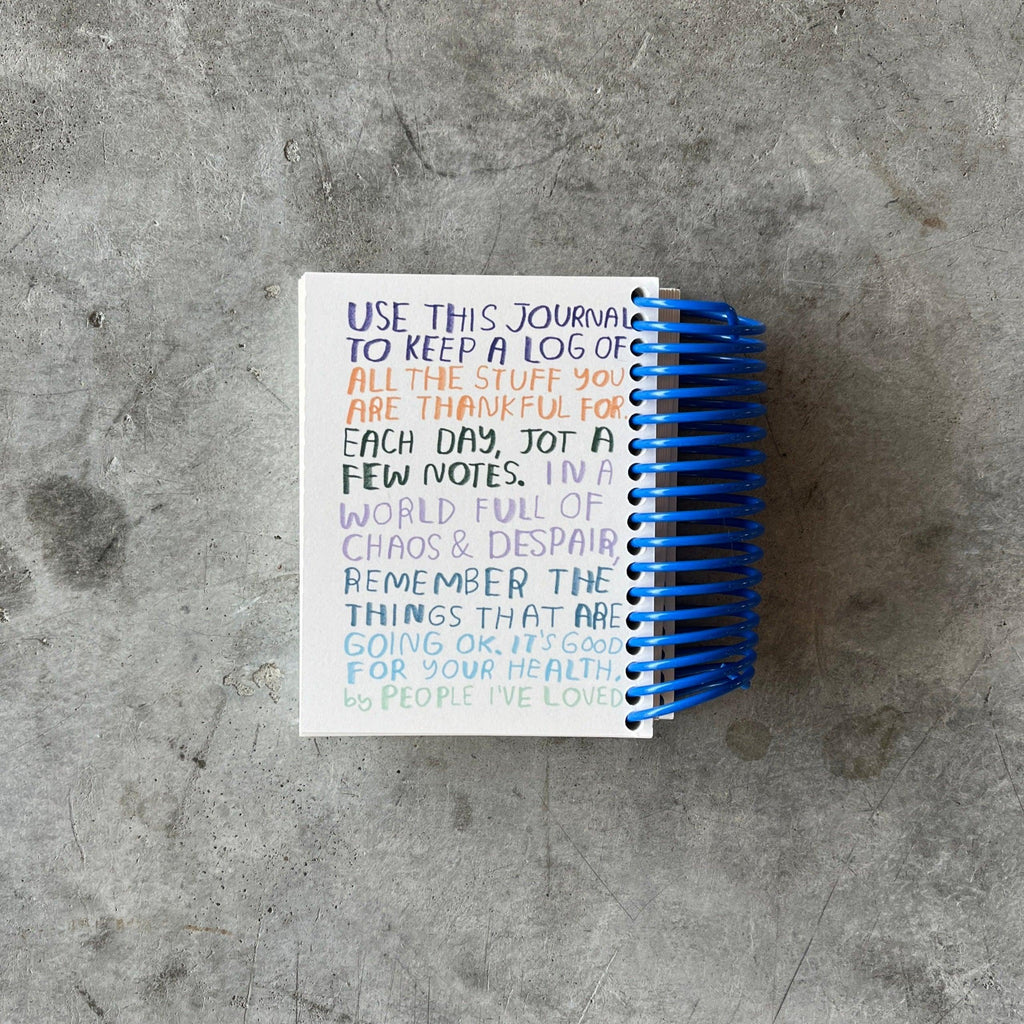 USE THIS JOURNAL
TO KEEP A LOG OF
ALL THE STUFF YOU
ARE THANKFUL FOR.
EACH DAY, JOT A
FEW NOTES. IN A
WORLD FULL OF
CHAOS & DESPAIR,
REMEMBER THE
THINGS THAT ARE
GOING OK. IT'S GOOD
FOR YOUR HEALTH.
by PEOPLE I'VE LOVED